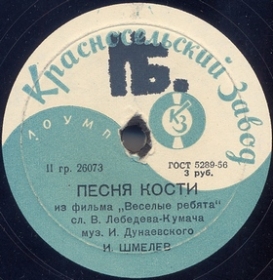 Красносельский Завод
ПБ.
ЛОУМП
КЗ
II гр. 26073
ГОСТ 5289-56
3 руб.
ПЕСНЯ КОСТИ
из фильма „Веселые ребята"
сл. В. Лебедева-Кумача
муз. И. Дунаевского
И. ШМЕЛЕВ